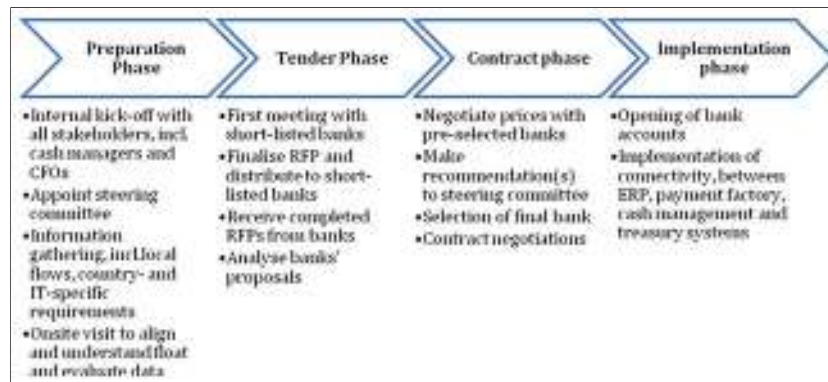 Preparation
Phase
Tender Phase
Contract phase
Implementation
phase
•Internal kick-off with
all stakeholders, incl.
cash managers and
CFOs
•Appoint steering
committee
•Information
gathering, incl.local
flows, country- and
IT-specific
requirements
•Onsite visit to align
and understand float
and evaluate data
•First meeting with
short-listed banks
•Finalise RFP and
distribute to short-
listed banks
•Receive completed
RFPs from banks
•Analyse banks'
proposals
•Negotiate prices with
pre-selected banks
•Make
recommendation(s)
to steering committee
•Selection of final bank
•Contract negotiations
•Opening of bank
accounts
•Implementation of
connectivity, between
ERP, payment factory,
cash management and
treasury systems